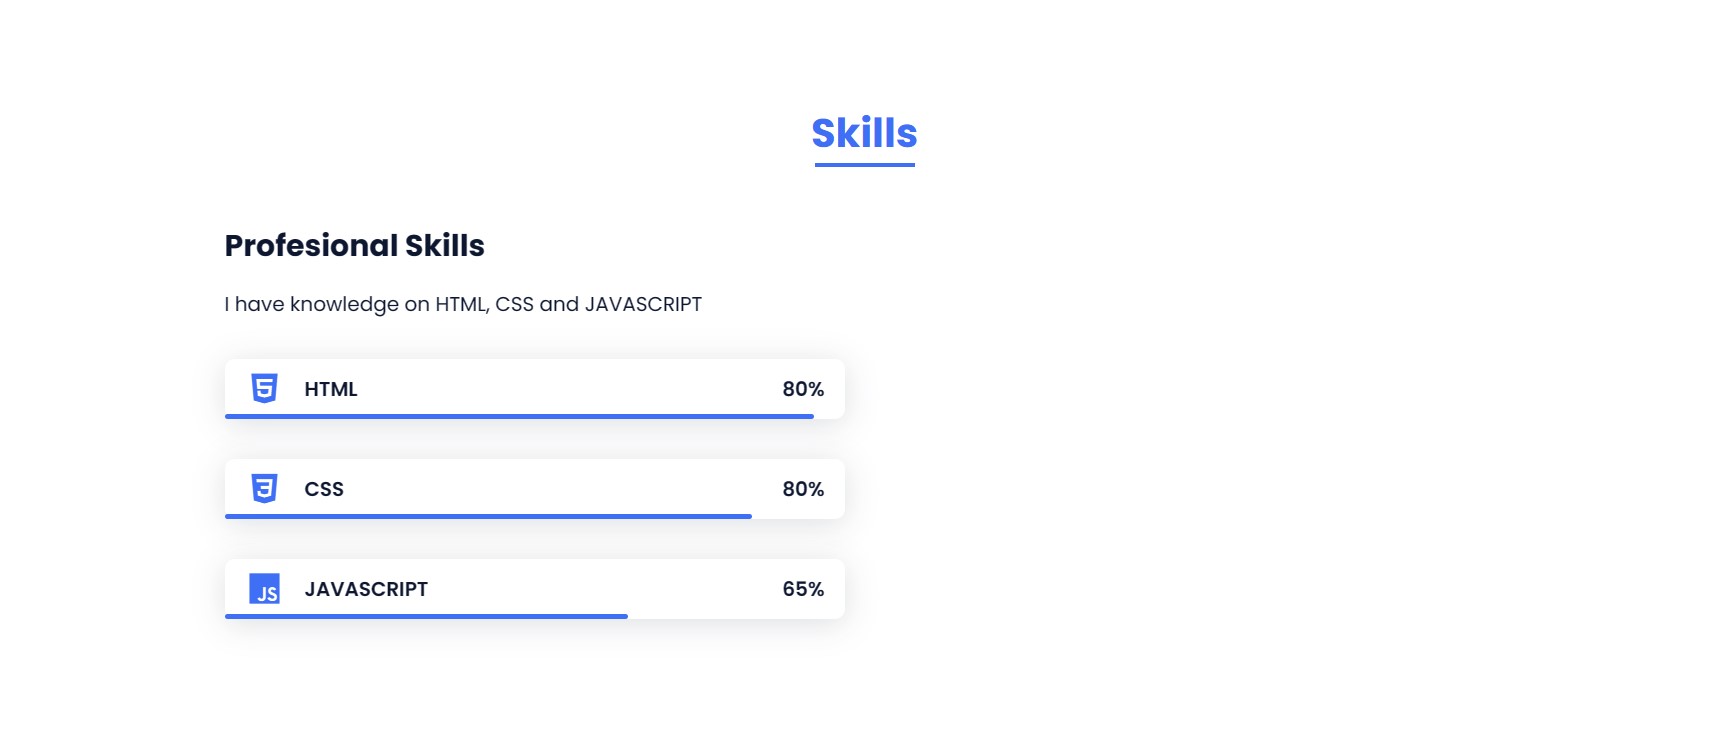 Skills
Profesional Skills
I have knowledge on HTML, CSS and JAVASCRIPT
HTML 80%
CSS 80%
JS JAVASCRIPT 65%